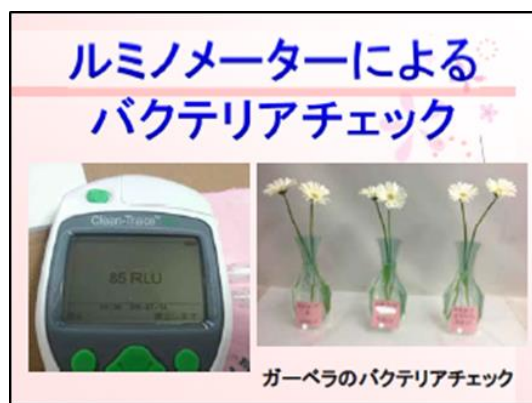 ルミノメーターによる
バクテリアチェック
Clean-Trace™
85 RLU
ガーベラのバクテリアチェック